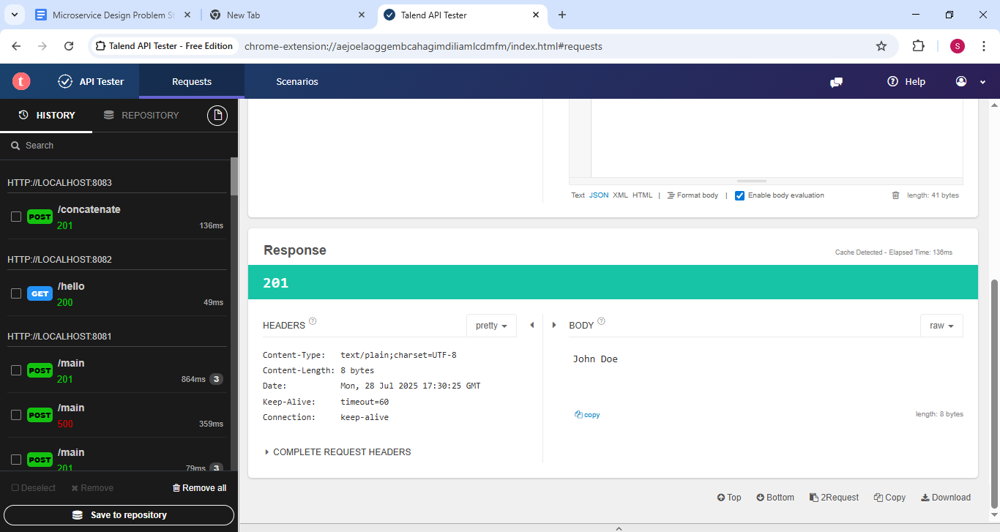 Microservice Design Problem S
New Tab
Talend API Tester
Talend API Tester - Free Edition
chrome-extension://aejoelaoggembcahagimdiliamlcdmfm/index.html#requests
S
t
API Tester
Requests
Scenarios
Help
HISTORY
REPOSITORY
Search
HTTP://LOCALHOST:8083
POST /concatenate
201 136ms
HTTP://LOCALHOST:8082
GET /hello
200 49ms
HTTP://LOCALHOST:8081
POST /main
201 864ms 3
POST /main
500 359ms
POST /main
201 79ms 3
Deselect Remove Remove all
Save to repository
Text JSON XML HTML | Format body | Enable body evaluation length: 41 bytes
Response
Cache Detected - Elapsed Time: 136ms
201
HEADERS ? pretty
Content-Type: text/plain;charset=UTF-8
Content-Length: 8 bytes
Date: Mon, 28 Jul 2025 17:30:25 GMT
Keep-Alive: timeout=60
Connection: keep-alive
COMPLETE REQUEST HEADERS
BODY ? raw
John Doe
copy length: 8 bytes
Top Bottom 2Request Copy Download